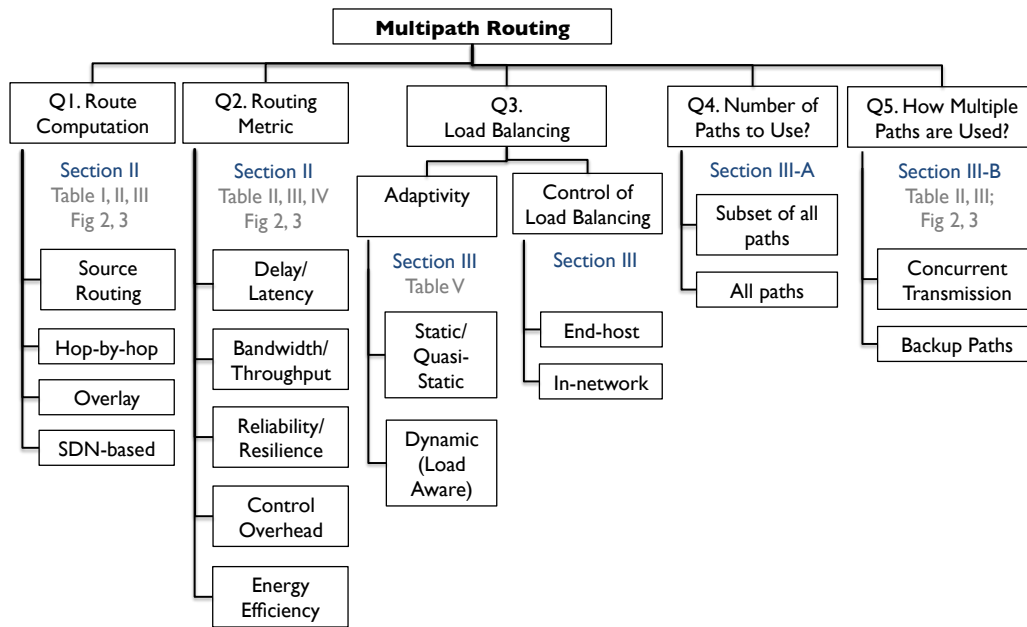 Multipath Routing
Q1. Route
Computation
Section II
Table I, II, III
Fig 2, 3
Source
Routing
Hop-by-hop
Overlay
SDN-based
Q2. Routing
Metric
Section II
Table II, III, IV
Fig 2, 3
Delay/
Latency
Bandwidth/
Throughput
Reliability/
Resilience
Control
Overhead
Energy
Efficiency
Q3.
Load Balancing
Adaptivity
Section III
Table V
Static/
Quasi-
Static
Dynamic
(Load
Aware)
Control of
Load Balancing
Section III
End-host
In-network
Q4. Number of
Paths to Use?
Section III-A
Subset of all
paths
All paths
Q5. How Multiple
Paths are Used?
Section III-B
Table II, III;
Fig 2, 3
Concurrent
Transmission
Backup Paths